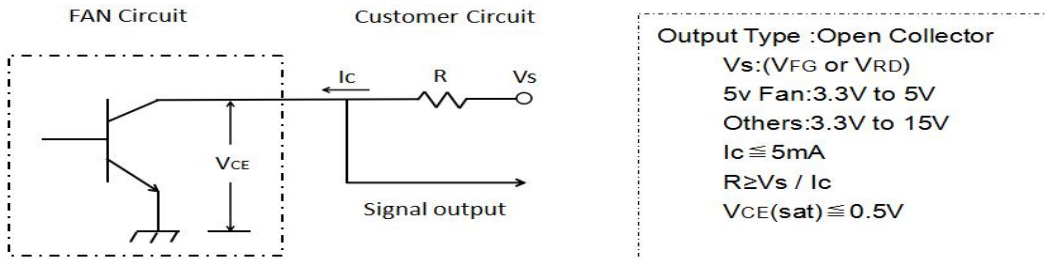 FAN Circuit
Customer Circuit
Ic
R
Vs
VCE
Signal output
Output Type :Open Collector
Vs:(VFG or VRD)
5v Fan:3.3V to 5V
Others:3.3V to 15V
Ic≦5mA
R≥Vs / Ic
VCE(sat)≦0.5V